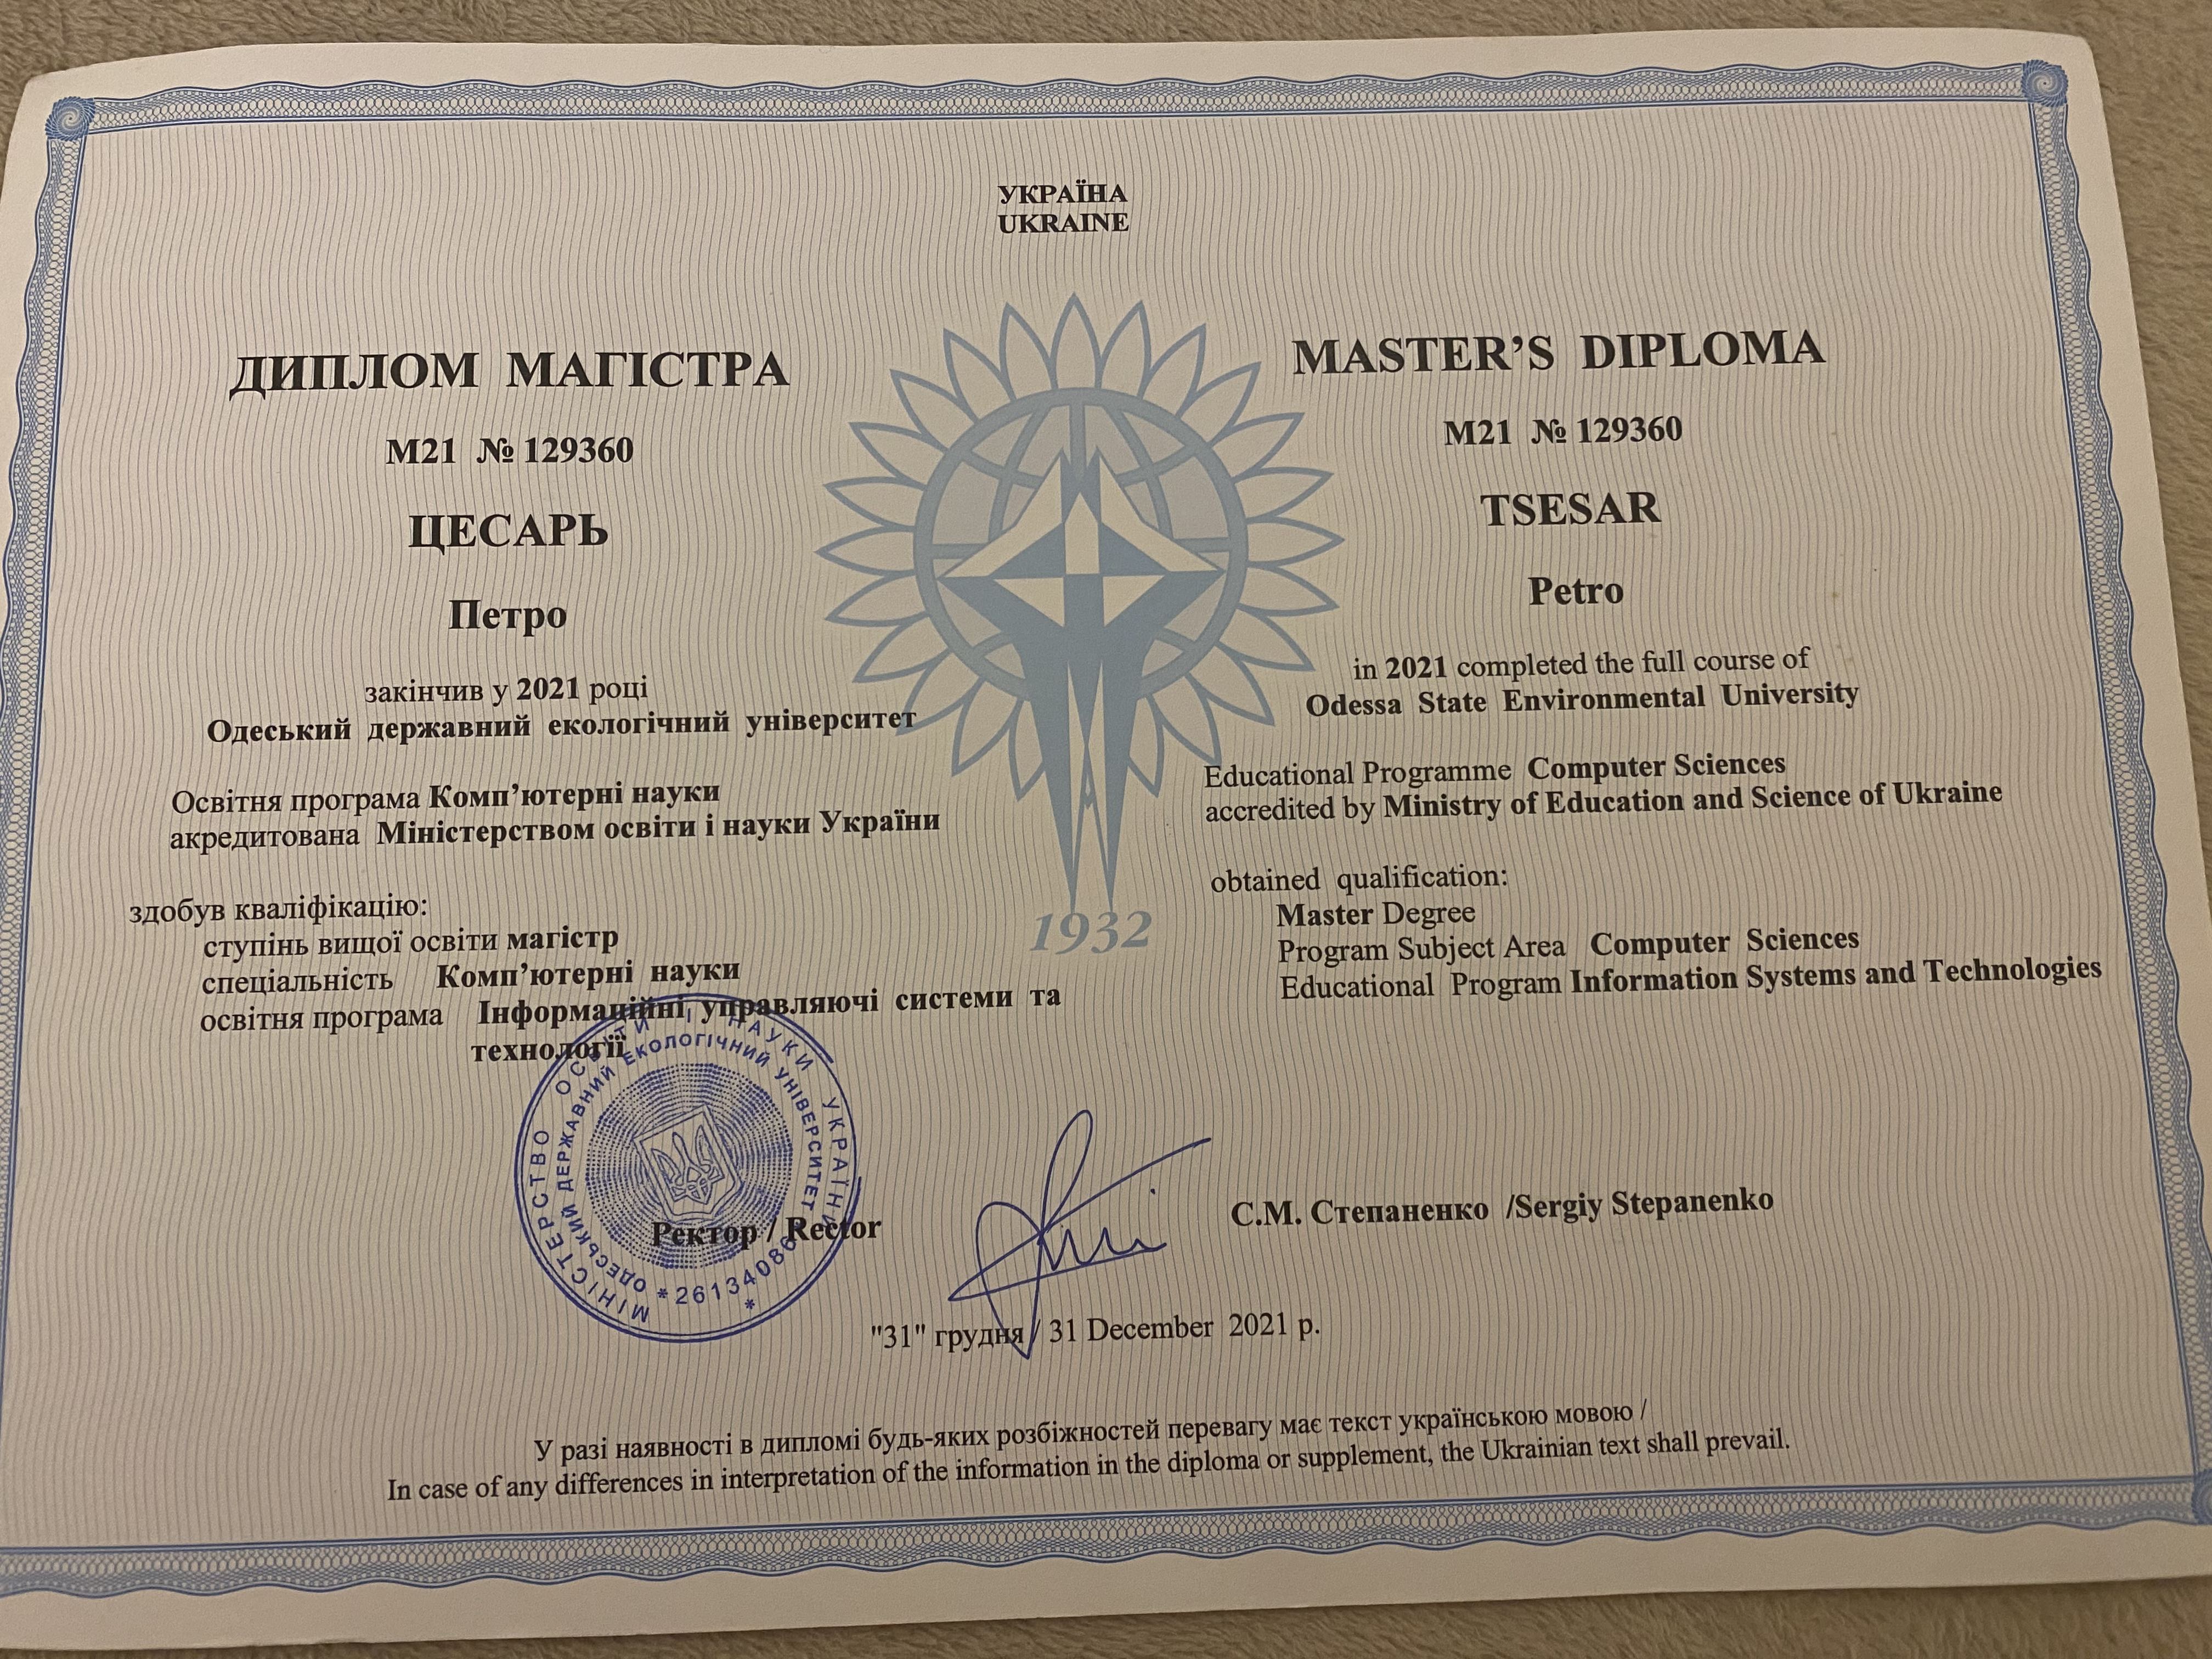 УКРАЇНА
UKRAINE
ДИПЛОМ МАГІСТРА
М21 № 129360
ЦЕСАРЬ
Петро
закінчив у 2021 році
Одеський державний екологічний університет
Освітня програма Комп’ютерні науки
акредитована Міністерством освіти і науки України
здобув кваліфікацію:
ступінь вищої освіти магістр
спеціальність Комп’ютерні науки
освітня програма Інформаційні управляючі системи та
технології
MASTER’S DIPLOMA
M21 № 129360
TSESAR
Petro
in 2021 completed the full course of
Odessa State Environmental University
Educational Programme Computer Sciences
accredited by Ministry of Education and Science of Ukraine
obtained qualification:
Master Degree
Program Subject Area Computer Sciences
Educational Program Information Systems and Technologies
1932
МІНІСТЕРСТВО ОСВІТИ І НАУКИ УКРАЇНИ *
ОДЕСЬКИЙ ДЕРЖАВНИЙ ЕКОЛОГІЧНИЙ УНІВЕРСИТЕТ
* 26134086
Ректор / Rector
С.М. Степаненко /Sergiy Stepanenko
"31" грудня / 31 December 2021 р.
У разі наявності в дипломі будь-яких розбіжностей перевагу має текст українською мовою /
In case of any differences in interpretation of the information in the diploma or supplement, the Ukrainian text shall prevail.